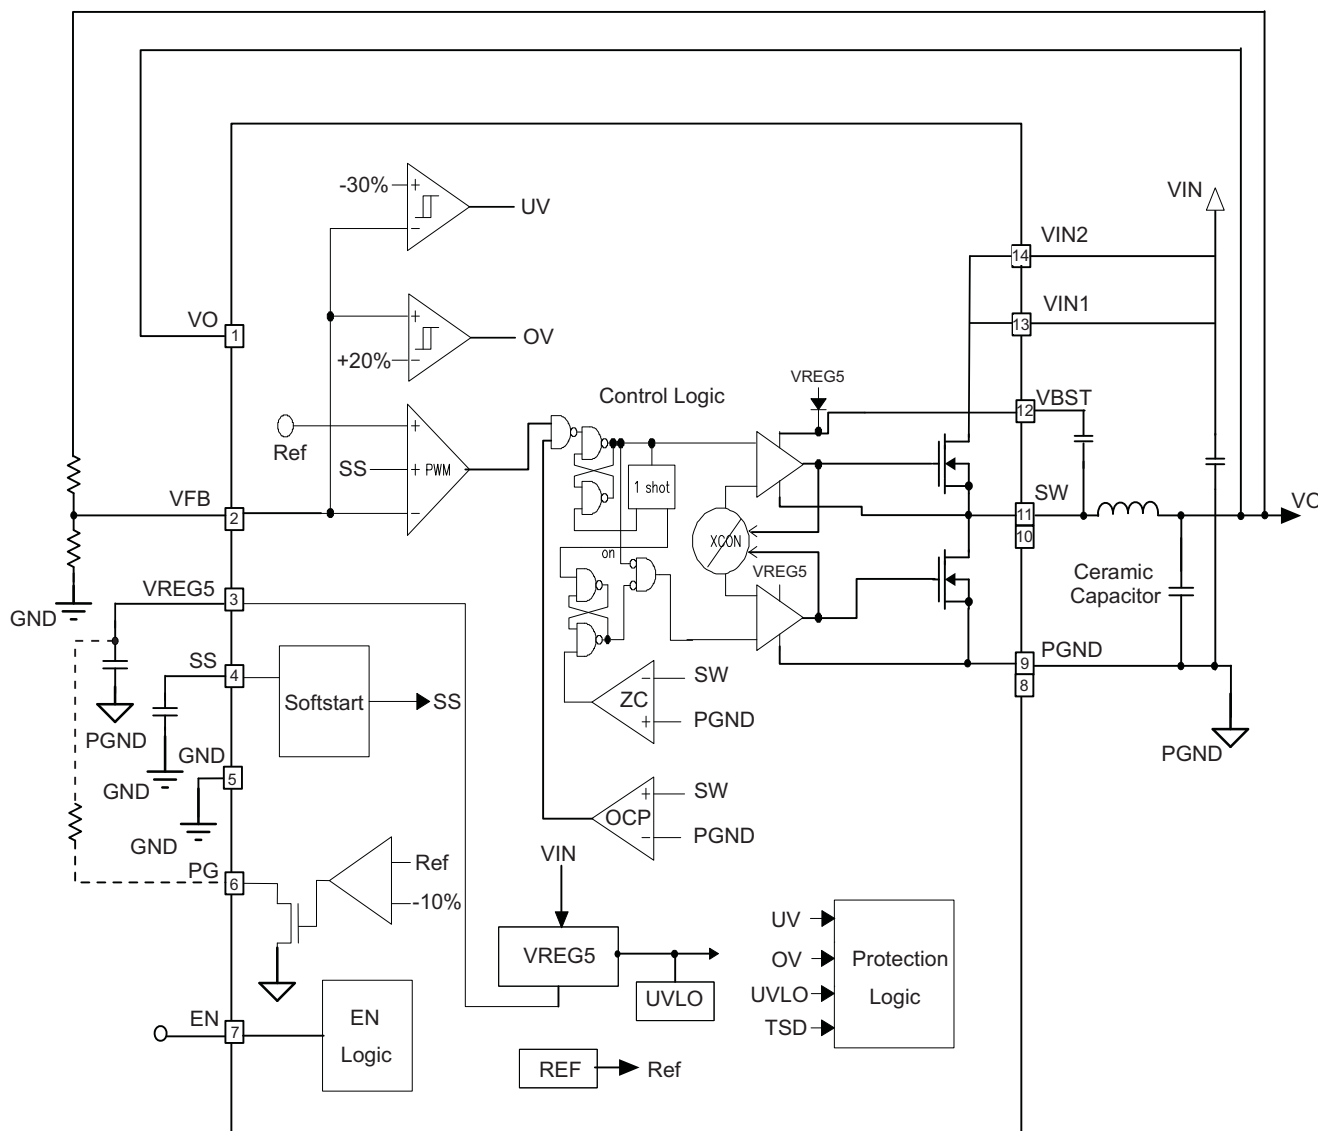 -30%
+
−
UV
VIN
VIN2
14
VO
1
+
−
OV
+20%
VIN1
13
Control Logic
VREG5
VBST
12
Ref
+
SS
+
PWM
−
1 shot
VFB
2
SW
11
10
VO
XCON
on
VREG5
Ceramic
Capacitor
VREG5
3
GND
SS
4
Softstart
SS
PGND
9
8
−
SW
ZC
+
PGND
PGND
GND
GND
5
GND
PGND
+
SW
OCP
−
PGND
PG
6
Ref
-10%
VIN
VREG5
UVLO
UV
OV
UVLO
TSD
Protection
Logic
EN
7
EN
Logic
REF
Ref